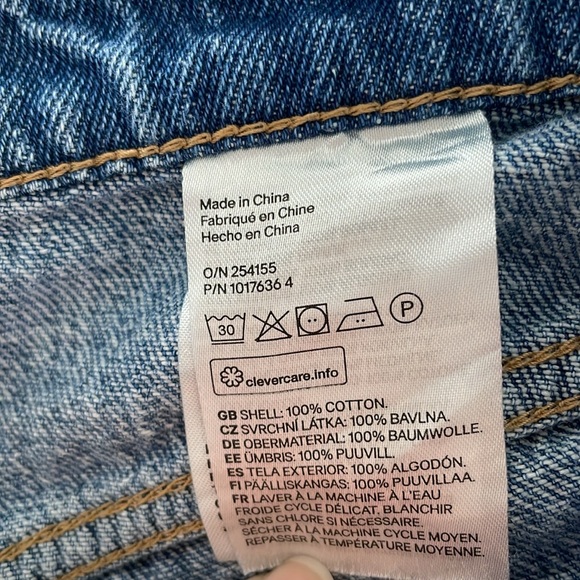 Made in China
Fabriqué en Chine
Hecho en China
O/N 254155
P/N 1017636 4
30 P
clevercare.info
GB SHELL: 100% COTTON.
CZ SVRCHNÍ LÁTKA: 100% BAVLNA.
DE OBERMATERIAL: 100% BAUMWOLLE.
EE ÜMBRIS: 100% PUUVILL.
ES TELA EXTERIOR: 100% ALGODÓN.
FI PÄÄLLISKANGAS: 100% PUUVILLAA.
FR LAVER À LA MACHINE À L'EAU
FROIDE CYCLE DÉLICAT. BLANCHIR
SANS CHLORE SI NÉCESSAIRE.
SÉCHER À LA MACHINE CYCLE MOYEN.
REPASSER À TEMPÉRATURE MOYENNE.